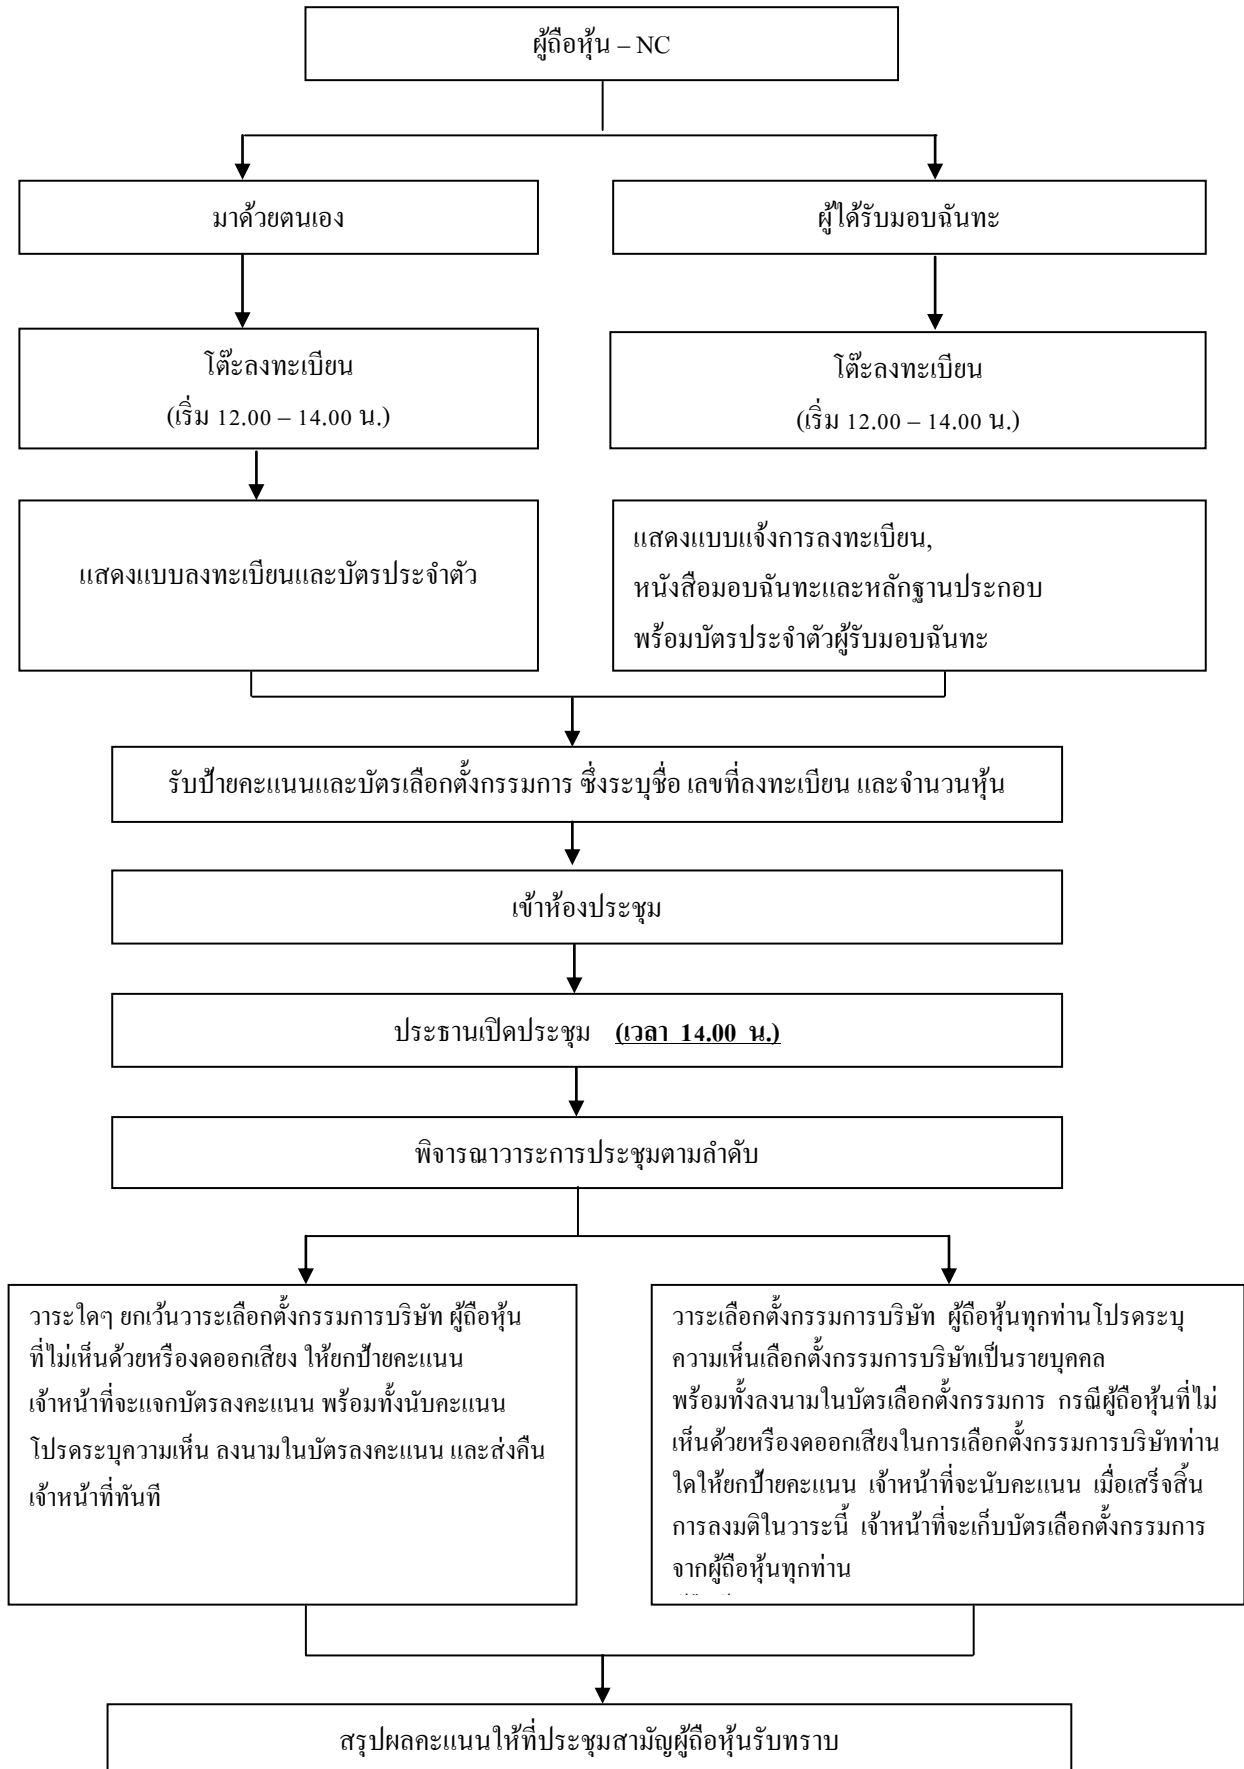 ผู้ถือหุ้น – NC
มาด้วยตนเอง
ผู้ได้รับมอบฉันทะ
โต๊ะลงทะเบียน
(เริ่ม 12.00 – 14.00 น.)
โต๊ะลงทะเบียน
(เริ่ม 12.00 – 14.00 น.)
แสดงแบบลงทะเบียนและบัตรประจำตัว
แสดงแบบแจ้งการลงทะเบียน,
หนังสือมอบฉันทะและหลักฐานประกอบ
พร้อมบัตรประจำตัวผู้รับมอบฉันทะ
รับป้ายคะแนนและบัตรเลือกตั้งกรรมการ ซึ่งระบุชื่อ เลขที่ลงทะเบียน และจำนวนหุ้น
เข้าห้องประชุม
ประธานเปิดประชุม (เวลา 14.00 น.)
พิจารณาวาระการประชุมตามลำดับ
วาระใดๆ ยกเว้นวาระเลือกตั้งกรรมการบริษัท ผู้ถือหุ้น
ที่ไม่เห็นด้วยหรืองดออกเสียง ให้ยกป้ายคะแนน
เจ้าหน้าที่จะแจกบัตรลงคะแนน พร้อมทั้งนับคะแนน
โปรดระบุความเห็น ลงนามในบัตรลงคะแนน และส่งคืน
เจ้าหน้าที่ทันที
วาระเลือกตั้งกรรมการบริษัท ผู้ถือหุ้นทุกท่านโปรดระบุ
ความเห็นเลือกตั้งกรรมการบริษัทเป็นรายบุคคล
พร้อมทั้งลงนามในบัตรเลือกตั้งกรรมการ กรณีผู้ถือหุ้นที่ไม่
เห็นด้วยหรืองดออกเสียงในการเลือกตั้งกรรมการบริษัทท่าน
ใดให้ยกป้ายคะแนน เจ้าหน้าที่จะนับคะแนน เมื่อเสร็จสิ้น
การลงมติในวาระนี้ เจ้าหน้าที่จะเก็บบัตรเลือกตั้งกรรมการ
จากผู้ถือหุ้นทุกท่าน
สรุปผลคะแนนให้ที่ประชุมสามัญผู้ถือหุ้นรับทราบ